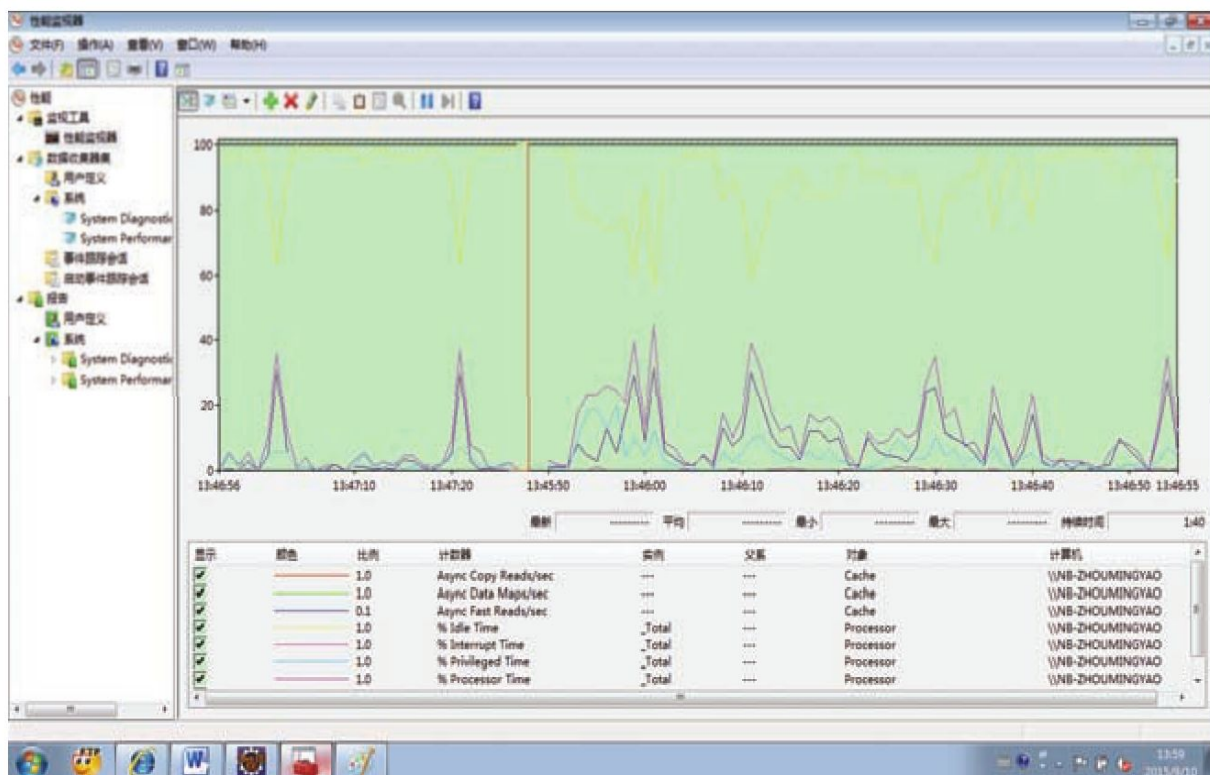 性能监视器
文件(F) 操作(A) 查看(V) 窗口(W) 帮助(H)
性能
监视工具
性能监视器
数据收集器集
用户定义
系统
System Diagnostic
System Performar
事件跟踪会话
启动事件跟踪会话
报告
用户定义
系统
System Diagnostic
System Performar
100
80
60
40
20
0
13:46:56 13:47:10 13:47:20 13:45:50 13:46:00 13:46:10 13:46:20 13:46:30 13:46:40 13:46:50 13:46:55
最新 --------- 平均 --------- 最小 --------- 最大 --------- 持续时间 1:40
显示 颜色 比例 计数器 实例 父系 对象 计算机
1.0 Async Copy Reads/sec --- --- Cache \\NB-ZHOUMINGYAO
1.0 Async Data Maps/sec --- --- Cache \\NB-ZHOUMINGYAO
0.1 Async Fast Reads/sec --- --- Cache \\NB-ZHOUMINGYAO
1.0 % Idle Time _Total --- Processor \\NB-ZHOUMINGYAO
1.0 % Interrupt Time _Total --- Processor \\NB-ZHOUMINGYAO
1.0 % Privileged Time _Total --- Processor \\NB-ZHOUMINGYAO
1.0 % Processor Time _Total --- Processor \\NB-ZHOUMINGYAO
13:59
2015/9/10